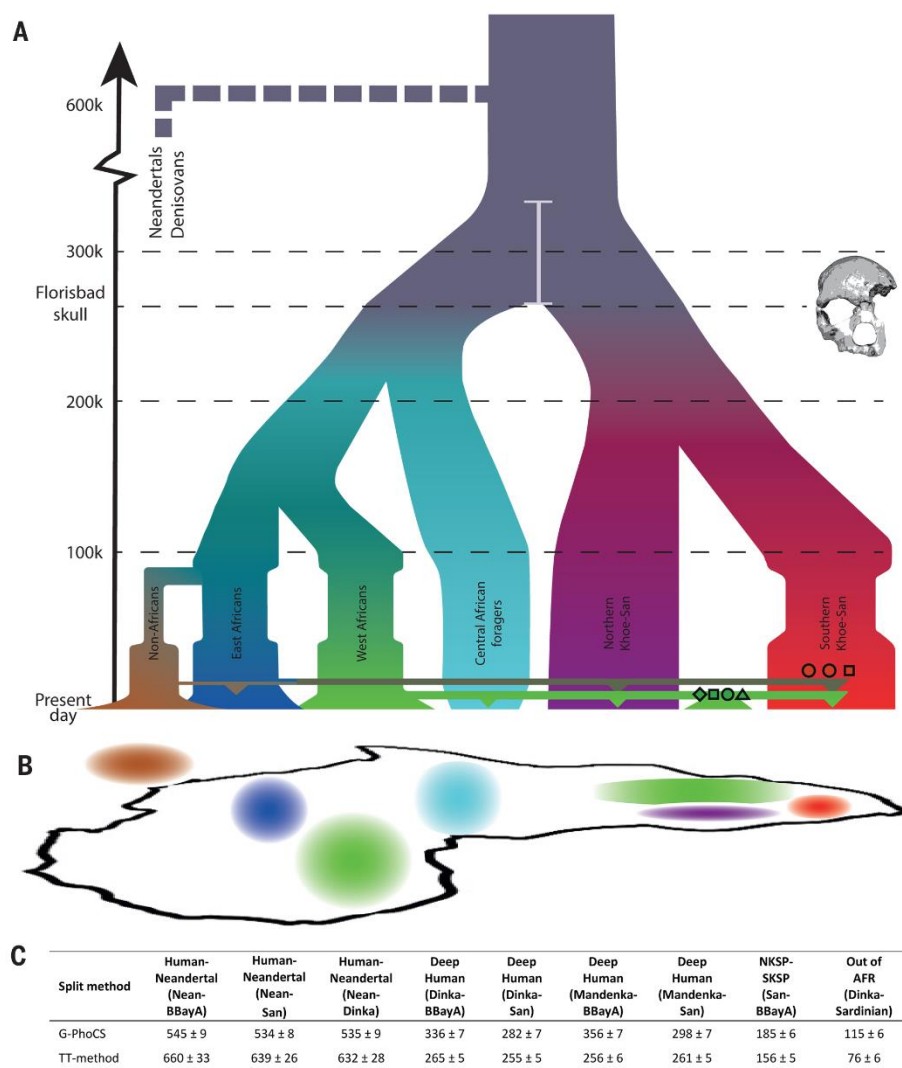 A
600k
Neandertals
Denisovans
300k
Florisbad
skull
200k
100k
Non-Africans
East Africans
West Africans
Central African
foragers
Northern
Khoe-San
Southern
Khoe-San
Present
day
B
C
Split method Human-Neandertal (Nean-BBayA) Human-Neandertal (Nean-San) Human-Neandertal (Nean-Dinka) Deep Human (Dinka-BBayA) Deep Human (Dinka-San) Deep Human (Mandenka-BBayA) Deep Human (Mandenka-San) NKSP-SKSP (San-BBayA) Out of AFR (Dinka-Sardinian)
G-PhoCS 545 ± 9 534 ± 8 535 ± 9 336 ± 7 282 ± 7 356 ± 7 298 ± 7 185 ± 6 115 ± 6
TT-method 660 ± 33 639 ± 26 632 ± 28 265 ± 5 255 ± 5 256 ± 6 261 ± 5 156 ± 5 76 ± 6